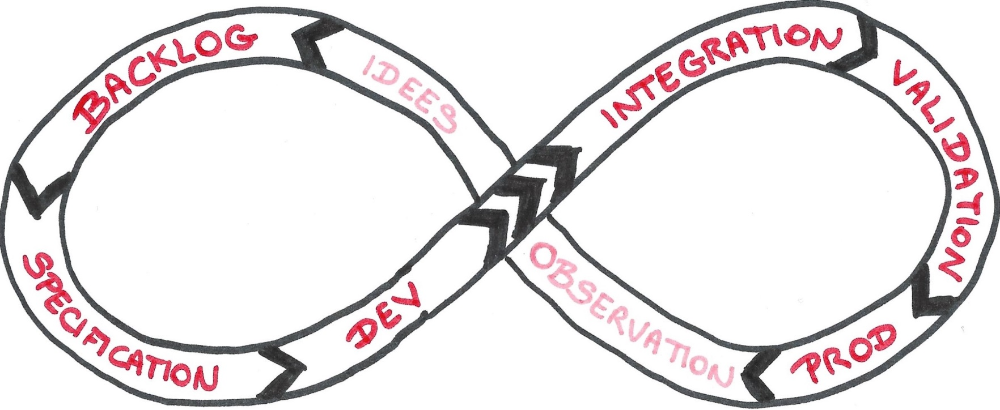 IDEES
BACKLOG
SPECIFICATION
DEV
INTEGRATION
VALIDATION
PROD
OBSERVATION